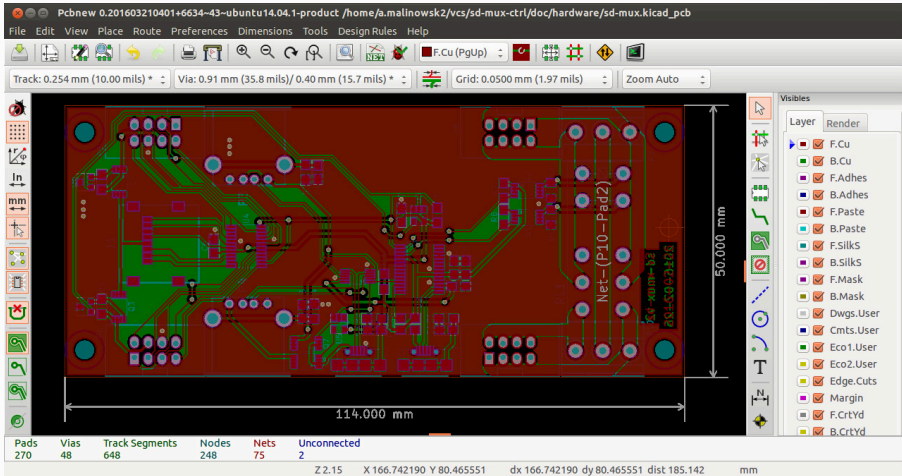 Pcbnew 0.201603210401+6634~43~ubuntu14.04.1-product /home/a.malinowsk2/vcs/sd-mux-ctrl/doc/hardware/sd-mux.kicad_pcb
File Edit View Place Route Preferences Dimensions Tools Design Rules Help
F.Cu (PgUp)
Track: 0.254 mm (10.00 mils) * Via: 0.91 mm (35.8 mils)/ 0.40 mm (15.7 mils) * Grid: 0.0500 mm (1.97 mils) Zoom Auto
Visibles
Layer Render
F.Cu
B.Cu
F.Adhes
B.Adhes
F.Paste
B.Paste
F.SilkS
B.SilkS
F.Mask
B.Mask
Dwgs.User
Cmts.User
Eco1.User
Eco2.User
Edge.Cuts
Margin
F.CrtYd
B.CrtYd
In
mm
T
N
Net-(P10-Pad2)
50.000 mm
114.000 mm
Pads Vias Track Segments Nodes Nets Unconnected
270 48 648 248 75 2
Z 2.15 X 166.742190 Y 80.465551 dx 166.742190 dy 80.465551 dist 185.142 mm